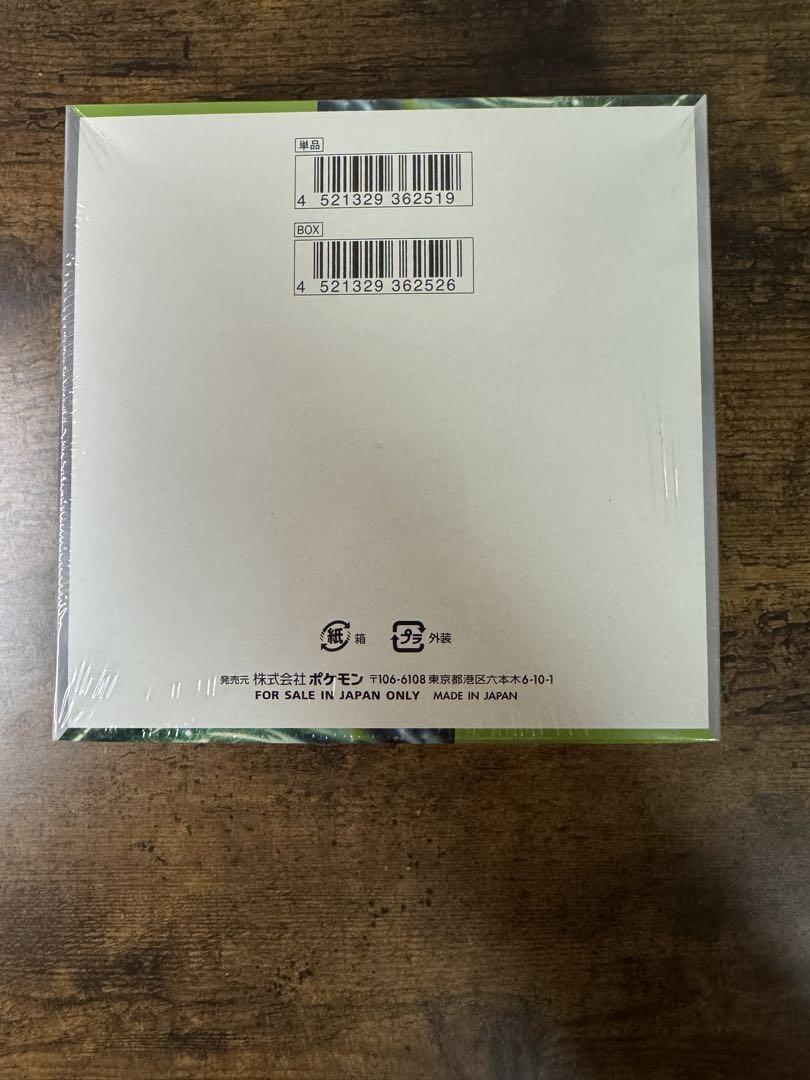 単品
4 521329 362519
BOX
4 521329 362526
紙 箱 プラ 外装
発売元 株式会社 ポケモン 〒106-6108 東京都港区六本木6-10-1
FOR SALE IN JAPAN ONLY MADE IN JAPAN